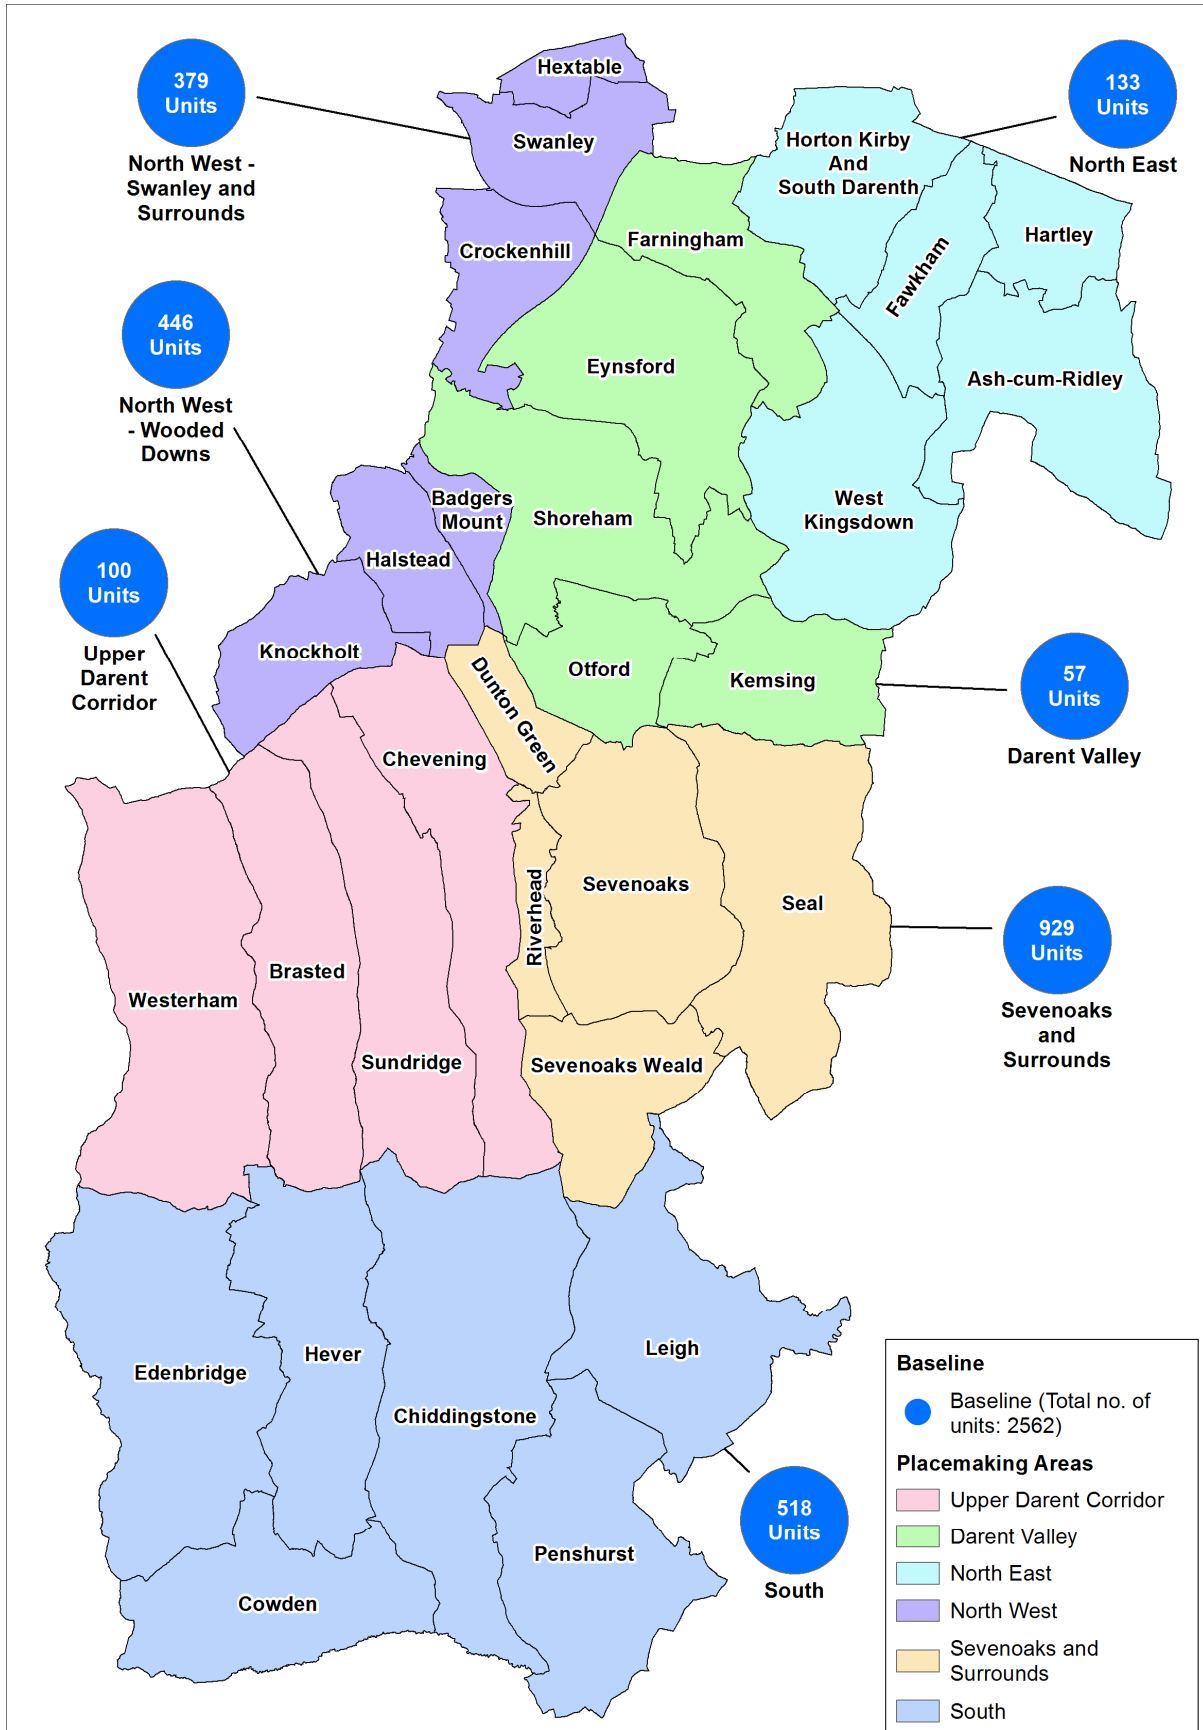 379
Units
North West -
Swanley and
Surrounds
133
Units
North East
446
Units
North West
- Wooded
Downs
100
Units
Upper
Darent
Corridor
57
Units
Darent Valley
929
Units
Sevenoaks
and
Surrounds
518
Units
South
Hextable
Swanley
Crockenhill
Farningham
Horton Kirby
And
South Darenth
Fawkham
Hartley
Ash-cum-Ridley
Eynsford
West
Kingsdown
Badgers
Mount
Shoreham
Halstead
Knockholt
Otford
Kemsing
Dunton Green
Chevening
Riverhead
Sevenoaks
Seal
Brasted
Westerham
Sundridge
Sevenoaks Weald
Edenbridge
Hever
Leigh
Chiddingstone
Penshurst
Cowden
Baseline
Baseline (Total no. of
units: 2562)
Placemaking Areas
Upper Darent Corridor
Darent Valley
North East
North West
Sevenoaks and
Surrounds
South